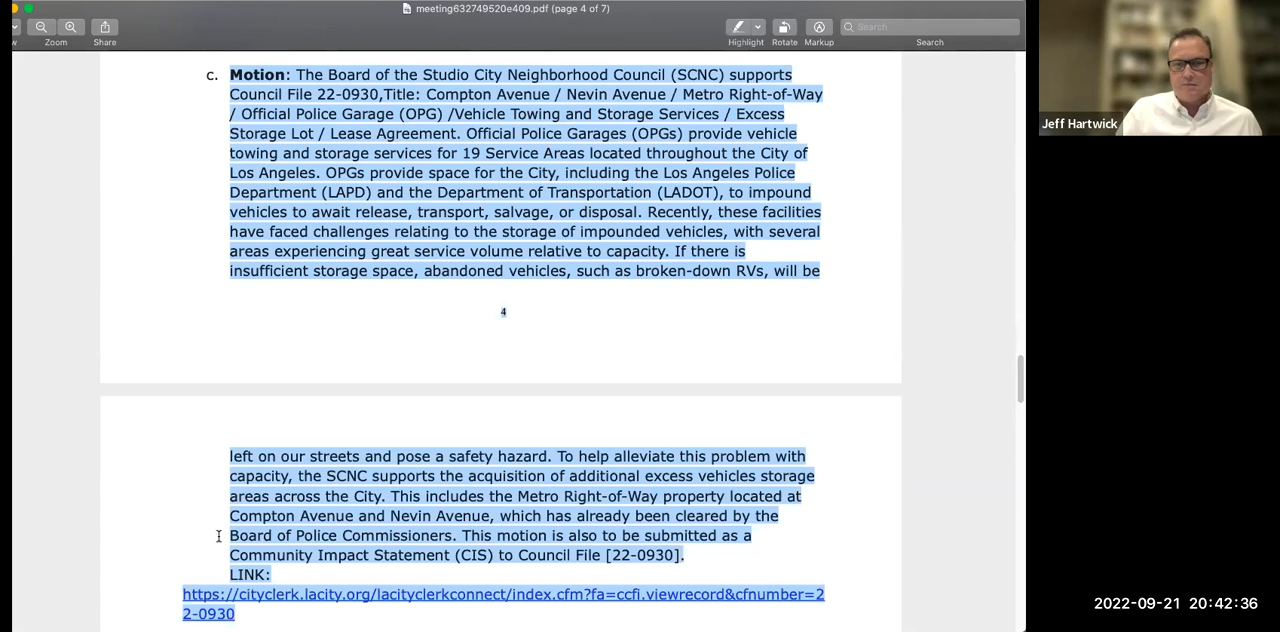 meeting632749520e409.pdf (page 4 of 7)
w Zoom Share Highlight Rotate Markup Search
Search
c. Motion: The Board of the Studio City Neighborhood Council (SCNC) supports
Council File 22-0930,Title: Compton Avenue / Nevin Avenue / Metro Right-of-Way
/ Official Police Garage (OPG) /Vehicle Towing and Storage Services / Excess
Storage Lot / Lease Agreement. Official Police Garages (OPGs) provide vehicle
towing and storage services for 19 Service Areas located throughout the City of
Los Angeles. OPGs provide space for the City, including the Los Angeles Police
Department (LAPD) and the Department of Transportation (LADOT), to impound
vehicles to await release, transport, salvage, or disposal. Recently, these facilities
have faced challenges relating to the storage of impounded vehicles, with several
areas experiencing great service volume relative to capacity. If there is
insufficient storage space, abandoned vehicles, such as broken-down RVs, will be
4
left on our streets and pose a safety hazard. To help alleviate this problem with
capacity, the SCNC supports the acquisition of additional excess vehicles storage
areas across the City. This includes the Metro Right-of-Way property located at
Compton Avenue and Nevin Avenue, which has already been cleared by the
Board of Police Commissioners. This motion is also to be submitted as a
Community Impact Statement (CIS) to Council File [22-0930].
LINK:
https://cityclerk.lacity.org/lacityclerkconnect/index.cfm?fa=ccfi.viewrecord&cfnumber=2
2-0930
Jeff Hartwick
2022-09-21 20:42:36